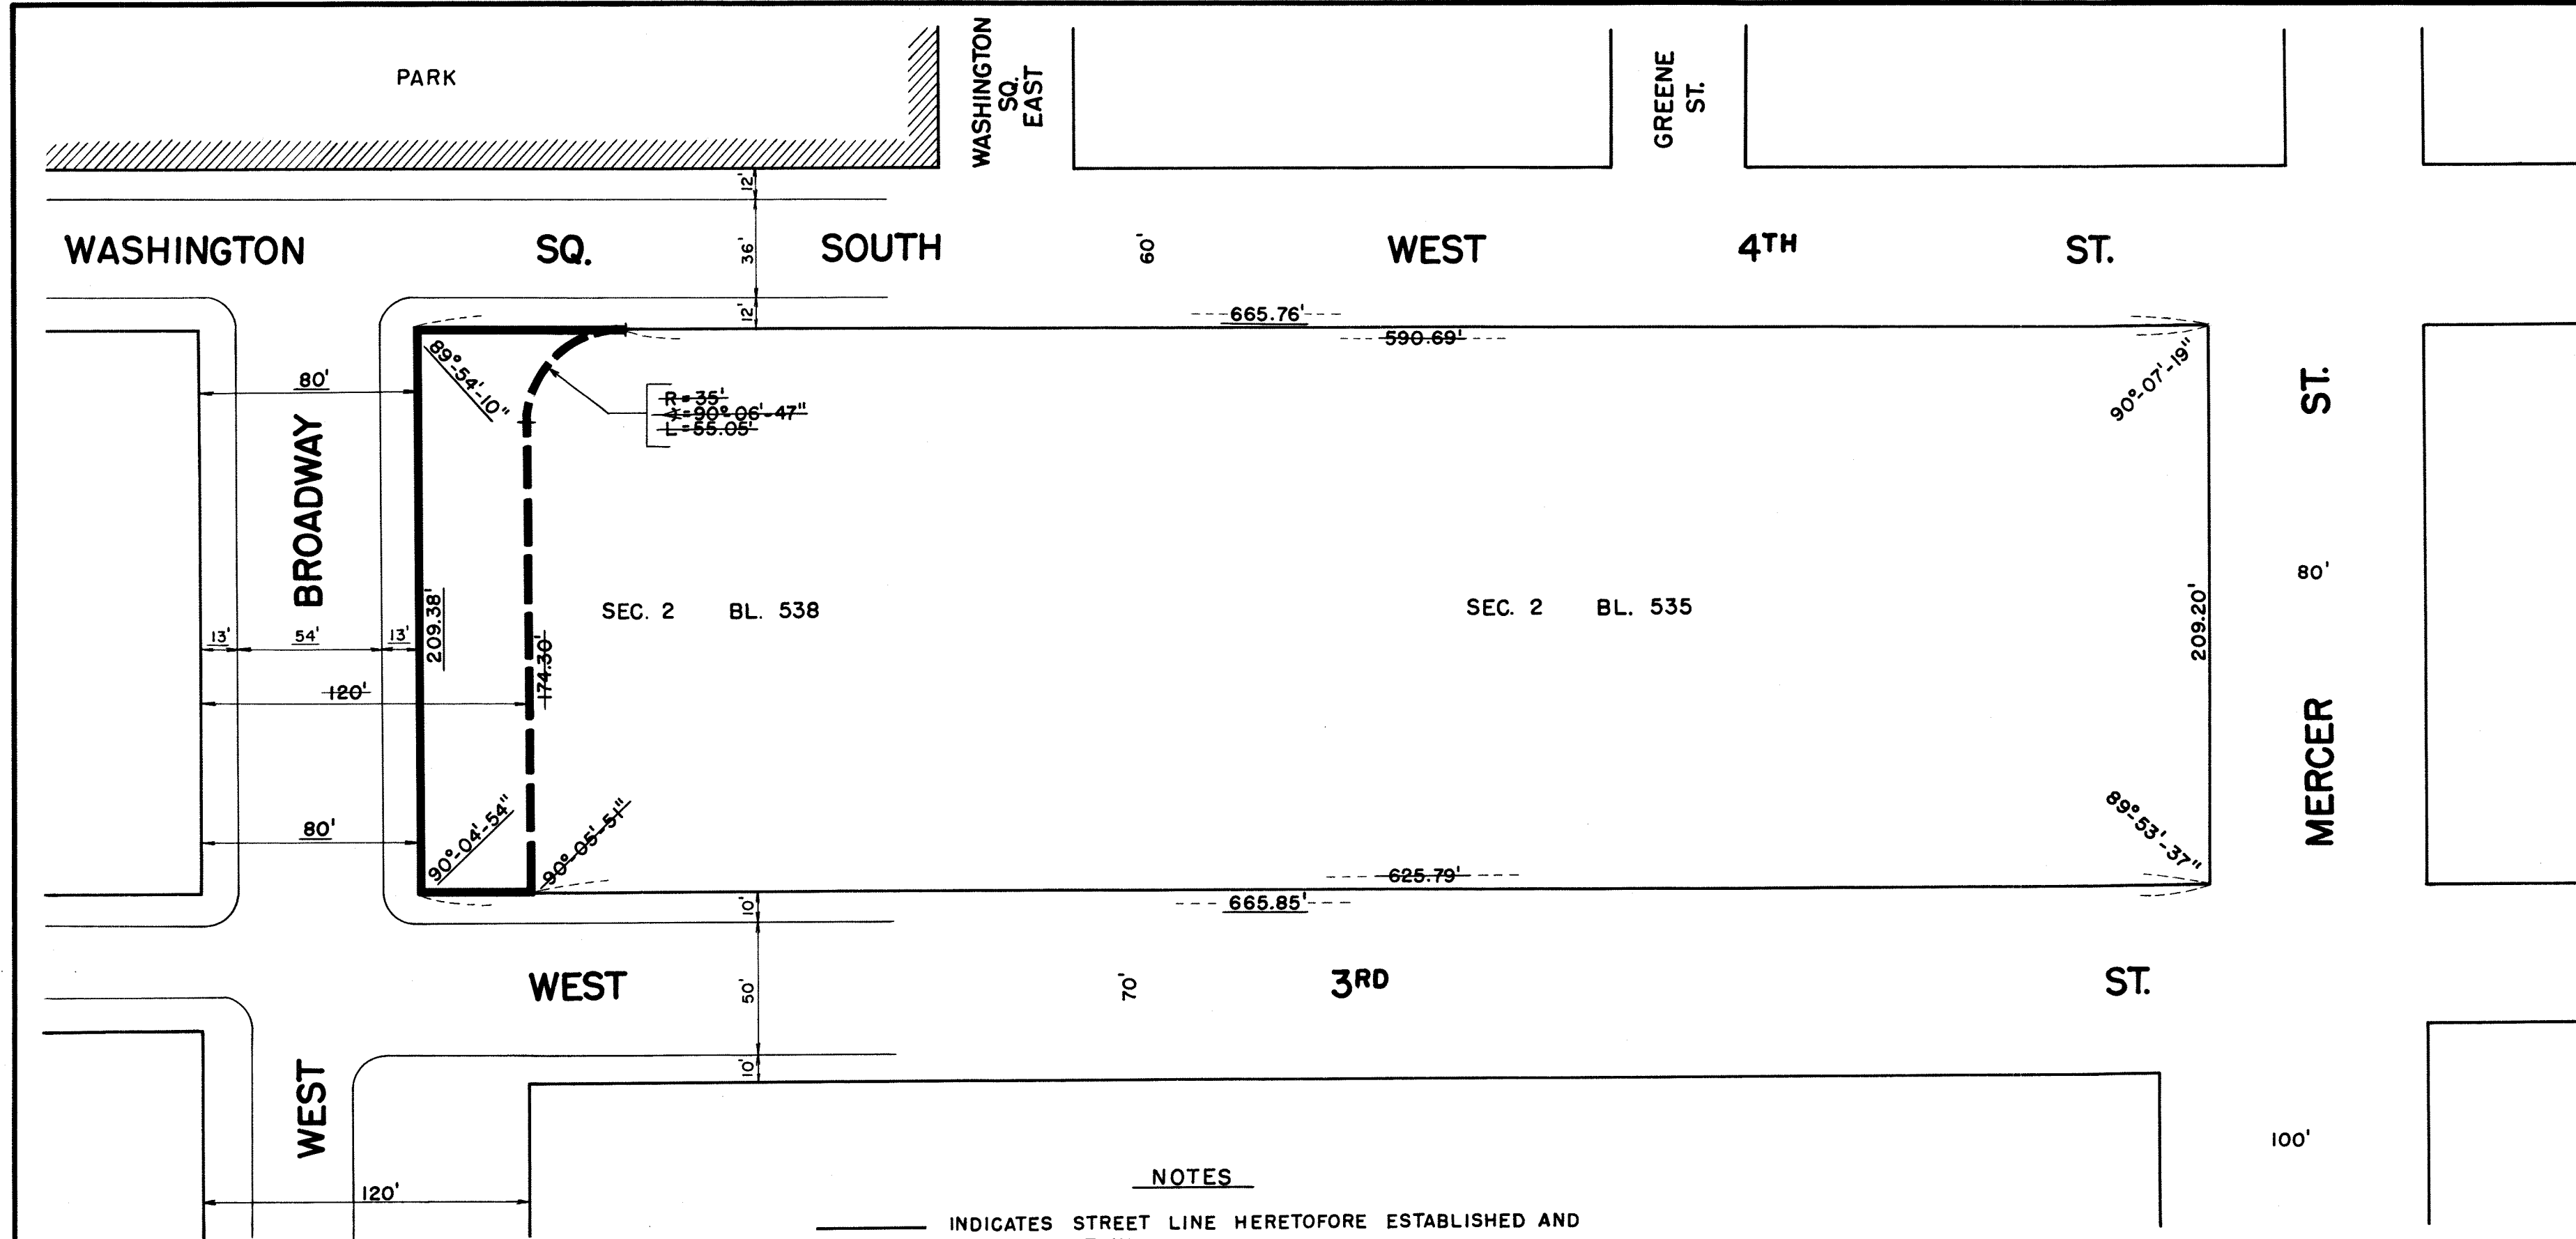 PARK
WASHINGTON
SQ.
EAST
GREENE
ST.
12'
36'
12'
WASHINGTON SQ. SOUTH 60' WEST 4TH ST.
665.76'
590.69'
80'
89°-54'-10"
R = 35'
∢ = 90°-06'-47"
L = 55.05'
90°-07'-19"
MERCER ST.
80'
WEST BROADWAY
209.38'
174.30'
SEC. 2 BL. 538
SEC. 2 BL. 535
209.20'
13' 54' 13'
120'
80'
90°-04'-54"
90°-05'-51"
89°-53'-37"
625.79'
665.85'
10'
50'
10'
WEST 70' 3RD ST.
100'
120'
NOTES
INDICATES STREET LINE HERETOFORE ESTABLISHED AND